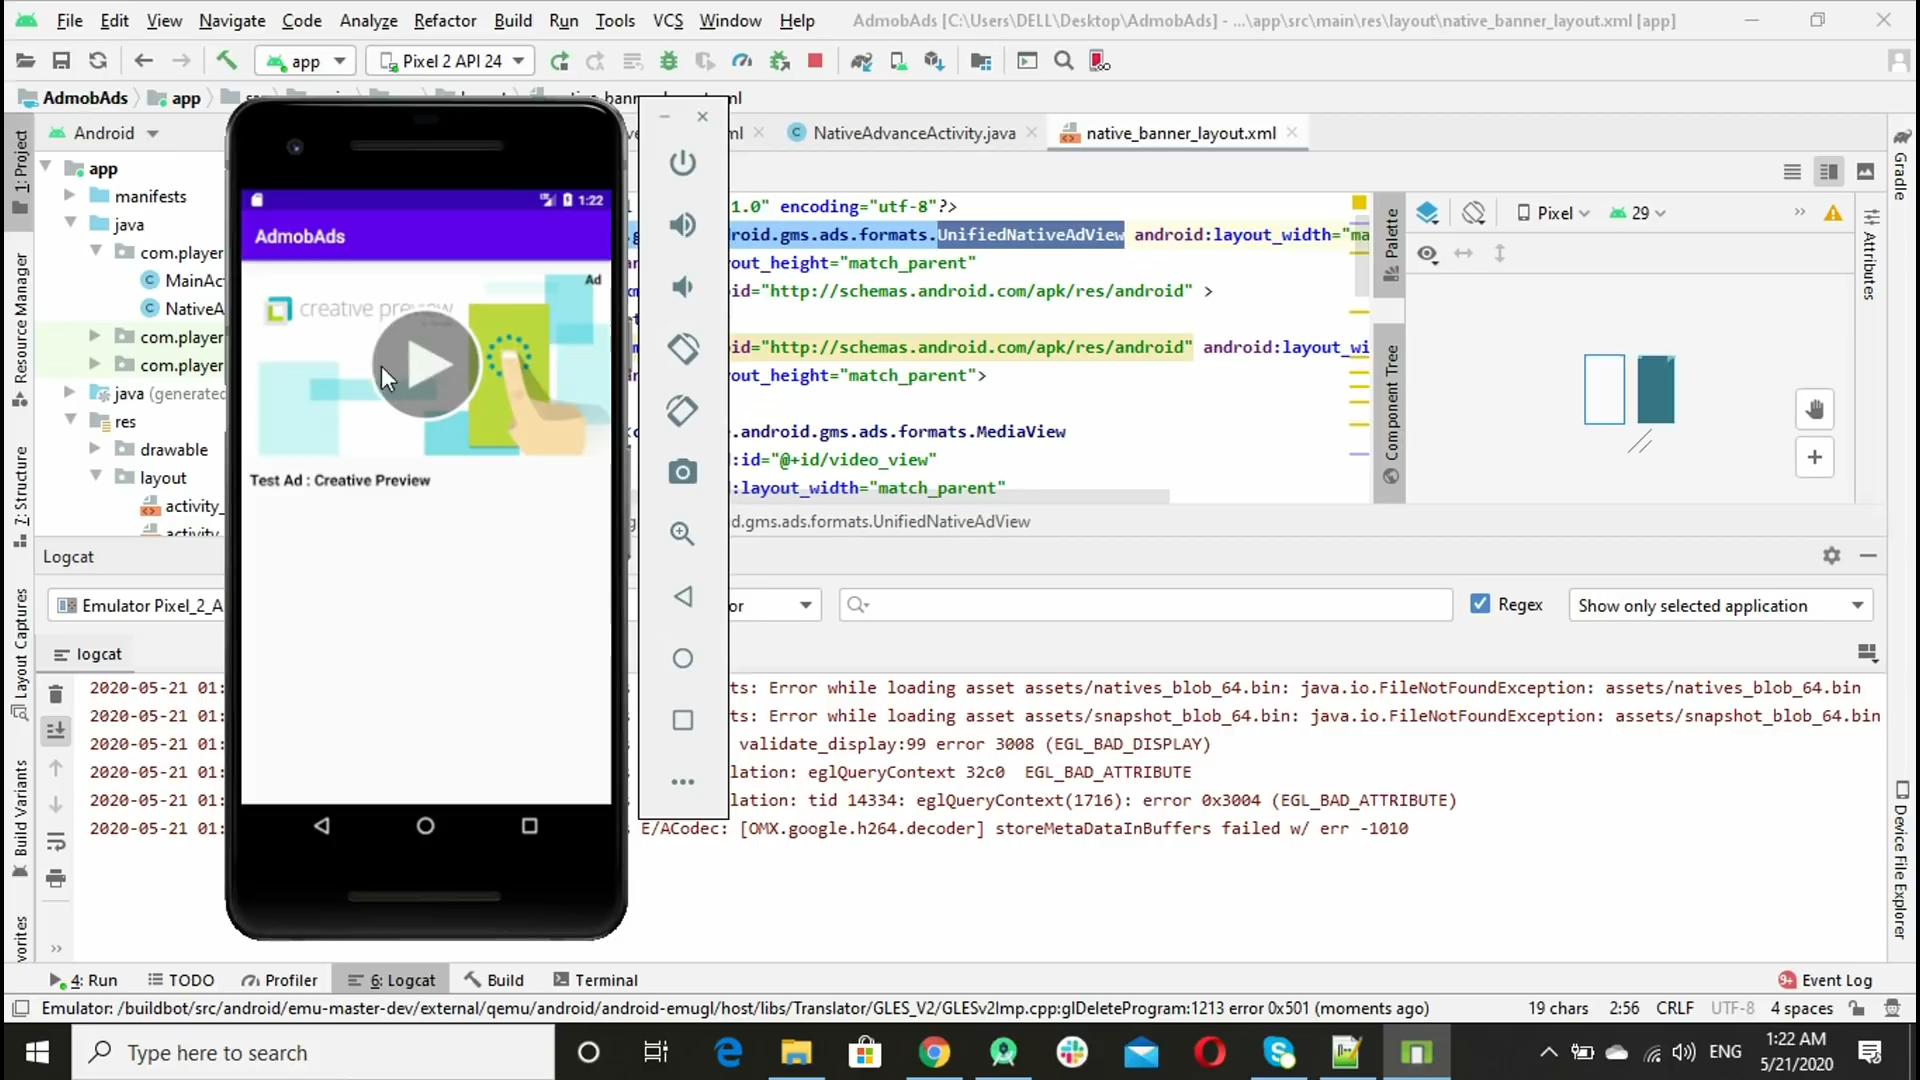 File Edit View Navigate Code Analyze Refactor Build Run Tools VCS Window Help AdmobAds [C:\Users\DELL\Desktop\AdmobAds] - ...\app\src\main\res\layout\native_banner_layout.xml [app]
app Pixel 2 API 24
AdmobAds app
Android NativeAdvanceActivity.java native_banner_layout.xml
1: Project
Resource Manager
7: Structure
Layout Captures
Build Variants
app
manifests
java
com.player
MainAc
NativeA
com.player
com.player
java (generated
res
drawable
layout
activity_
activity
1:22
AdmobAds
Ad
creative preview
Test Ad : Creative Preview
1.0" encoding="utf-8"?>
roid.gms.ads.formats.UnifiedNativeAdView android:layout_width="ma
out_height="match_parent"
id="http://schemas.android.com/apk/res/android" >
id="http://schemas.android.com/apk/res/android" android:layout_wi
out_height="match_parent">
.android.gms.ads.formats.MediaView
:id="@+id/video_view"
:layout_width="match_parent"
d.gms.ads.formats.UnifiedNativeAdView
Palette
Component Tree
Pixel 29
Attributes
Gradle
Device File Explorer
Logcat
Emulator Pixel_2_A or Regex Show only selected application
logcat
2020-05-21 01: ts: Error while loading asset assets/natives_blob_64.bin: java.io.FileNotFoundException: assets/natives_blob_64.bin
2020-05-21 01: ts: Error while loading asset assets/snapshot_blob_64.bin: java.io.FileNotFoundException: assets/snapshot_blob_64.bin
2020-05-21 01: validate_display:99 error 3008 (EGL_BAD_DISPLAY)
2020-05-21 01: lation: eglQueryContext 32c0 EGL_BAD_ATTRIBUTE
2020-05-21 01: lation: tid 14334: eglQueryContext(1716): error 0x3004 (EGL_BAD_ATTRIBUTE)
2020-05-21 01: E/ACodec: [OMX.google.h264.decoder] storeMetaDataInBuffers failed w/ err -1010
4: Run TODO Profiler 6: Logcat Build Terminal 9+ Event Log
Emulator: /buildbot/src/android/emu-master-dev/external/qemu/android/android-emugl/host/libs/Translator/GLES_V2/GLESv2Imp.cpp:glDeleteProgram:1213 error 0x501 (moments ago) 19 chars 2:56 CRLF UTF-8 4 spaces
Type here to search ENG 1:22 AM
5/21/2020